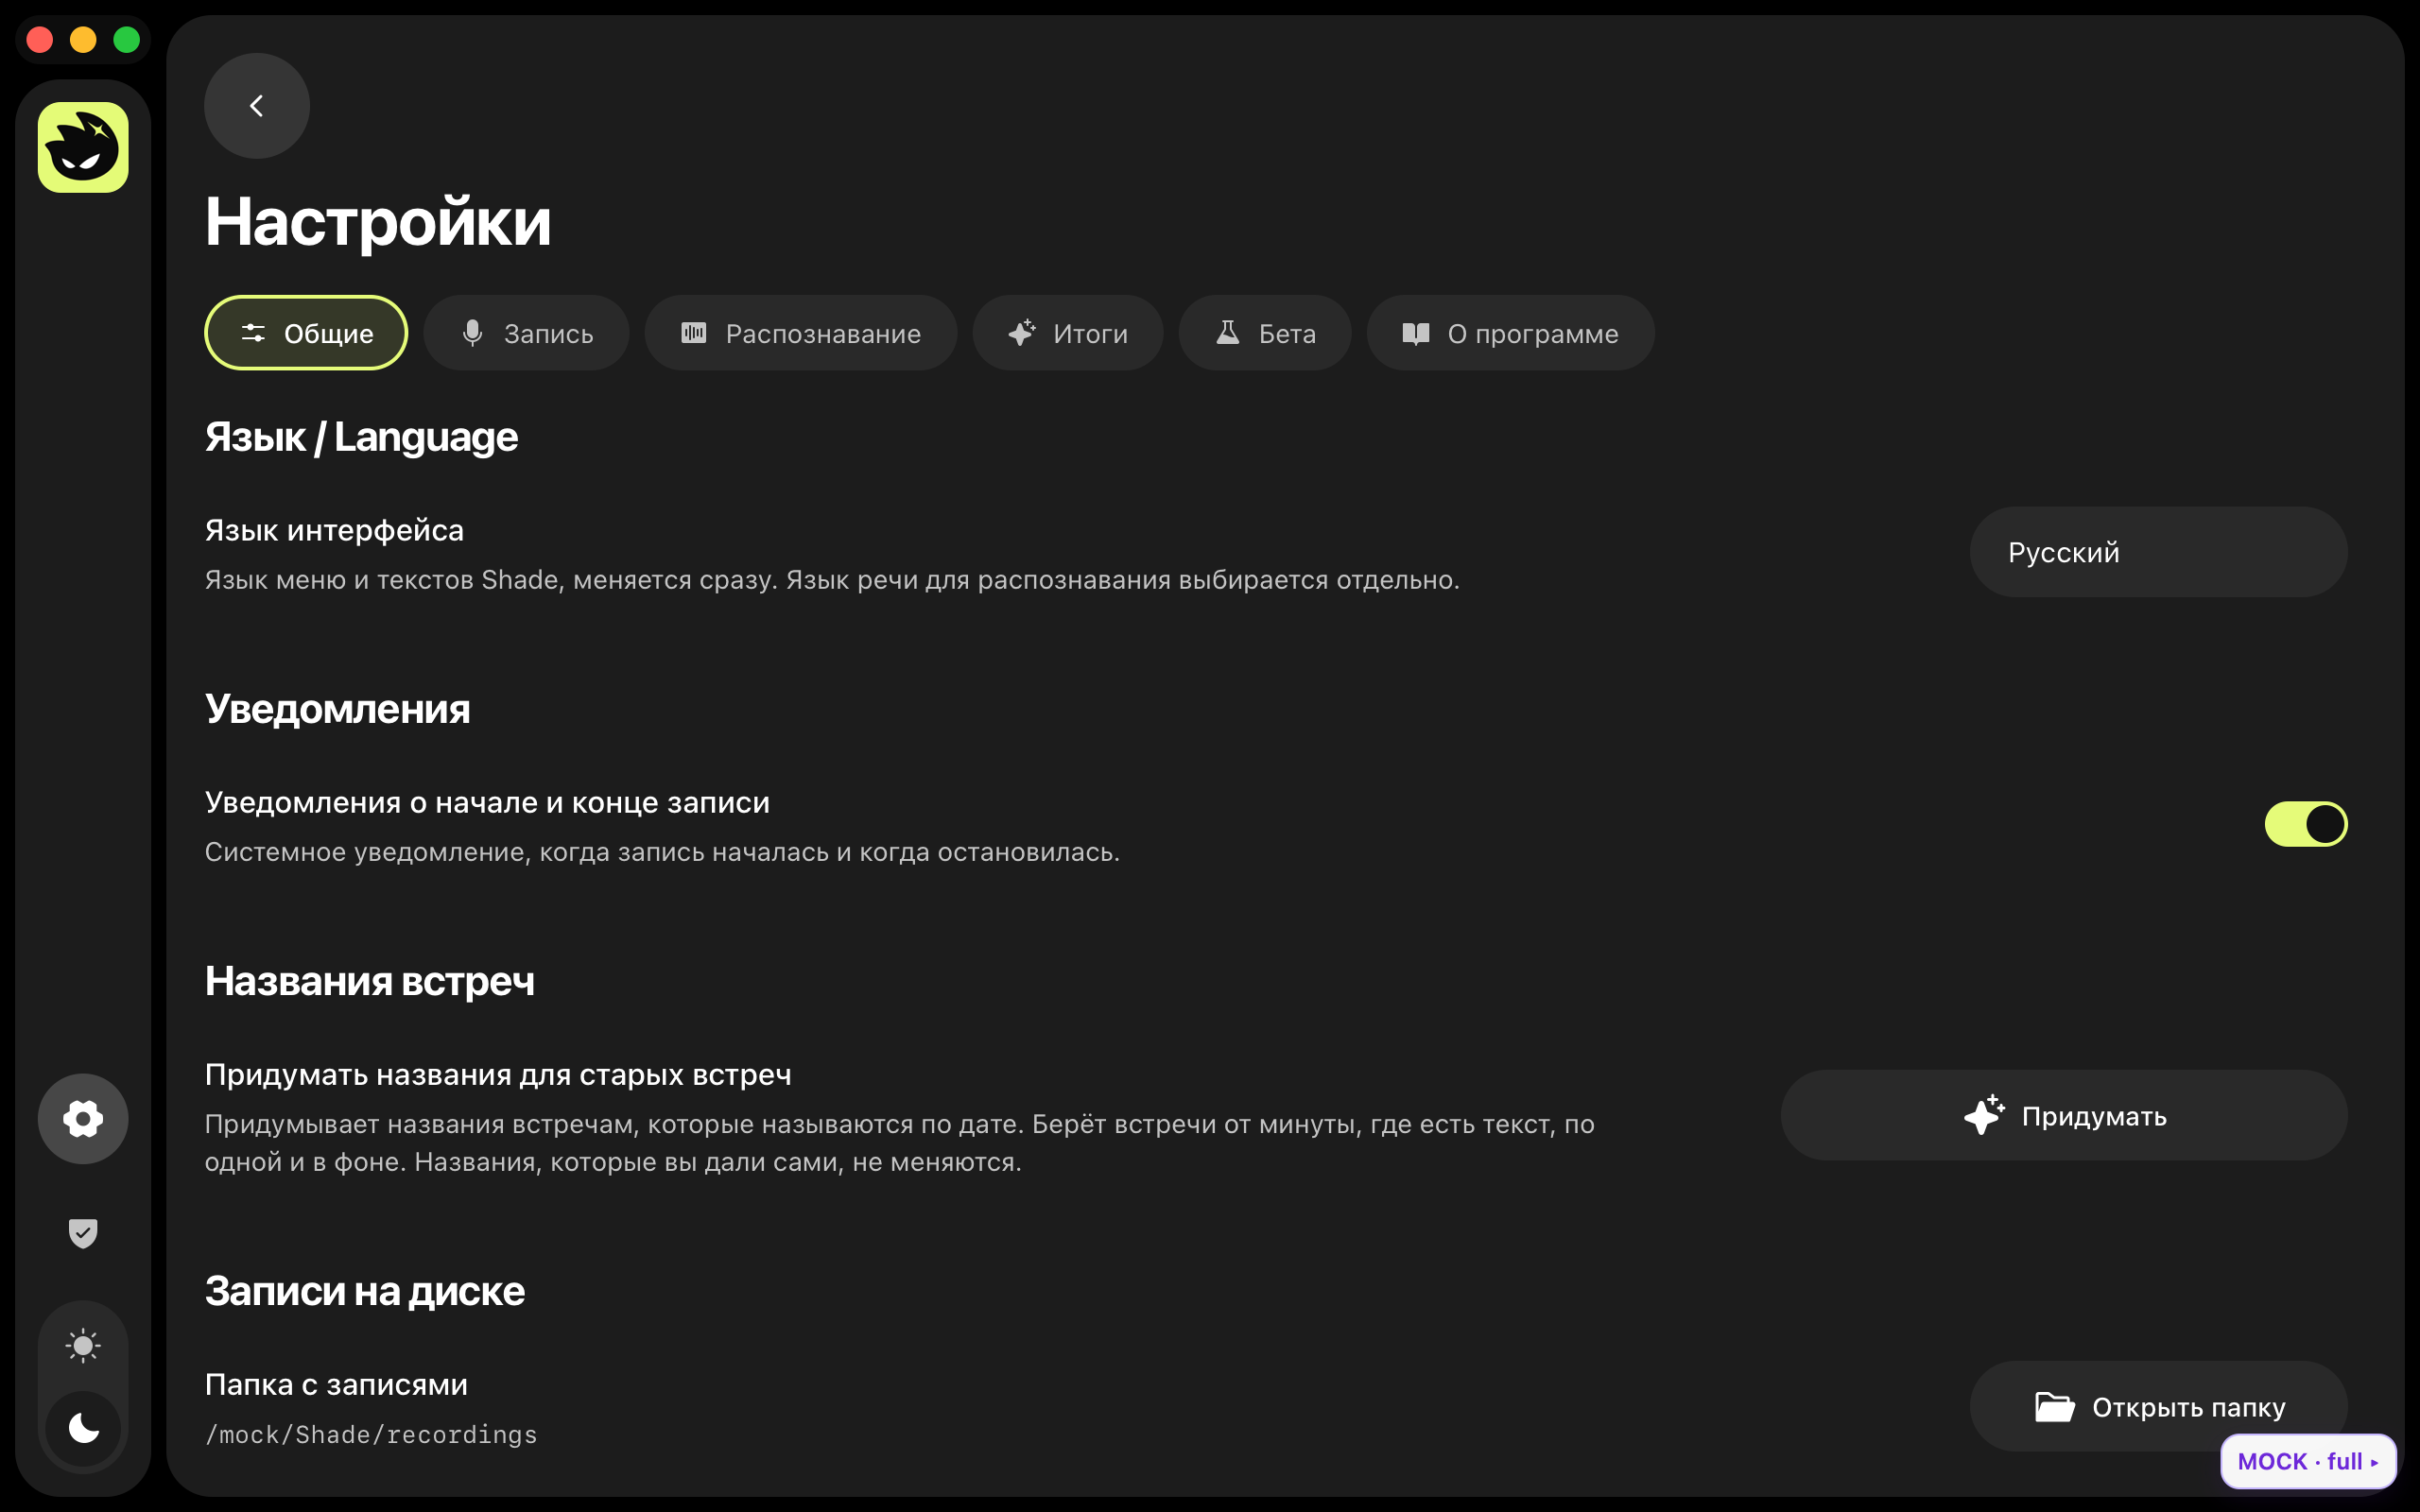 Настройки
Общие
Запись
Распознавание
Итоги
Бета
О программе
Язык / Language
Язык интерфейса
Язык меню и текстов Shade, меняется сразу. Язык речи для распознавания выбирается отдельно.
Русский
Уведомления
Уведомления о начале и конце записи
Системное уведомление, когда запись началась и когда остановилась.
Названия встреч
Придумать названия для старых встреч
Придумывает названия встречам, которые называются по дате. Берёт встречи от минуты, где есть текст, по
одной и в фоне. Названия, которые вы дали сами, не меняются.
Придумать
Записи на диске
Папка с записями
/mock/Shade/recordings
Открыть папку
MOCK · full ▸